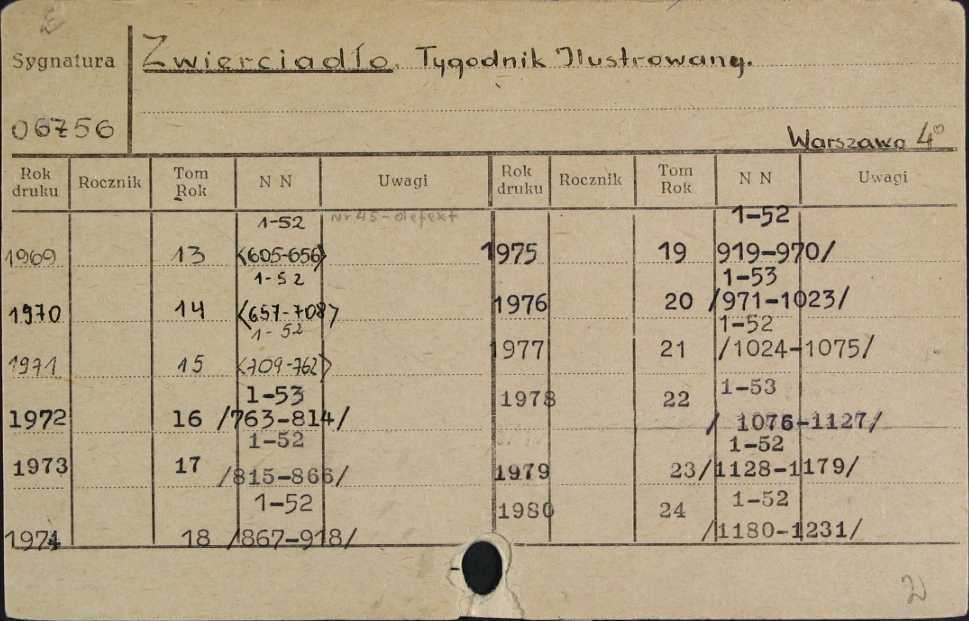 Sygnatura
Zwierciadło. Tygodnik Ilustrowany.
06756
Warszawa 4°
Rok druku Rocznik Tom Rok N N Uwagi Rok druku Rocznik Tom Rok N N Uwagi
1-52 Nr 45-defekt
1969 13 <605-656>
1-52
1970 14 <657-708>
1-52
1971 15 <709-762>
1-53
1972 16 /763-814/
1-52
1973 17 /815-866/
1-52
1974 18 /867-918/
1-52
1975 19 919-970/
1-53
1976 20 /971-1023/
1-52
1977 21 /1024-1075/
1-53
1978 22 / 1076-1127/
1-52
1979 23/1128-1179/
1-52
1980 24 /1180-1231/